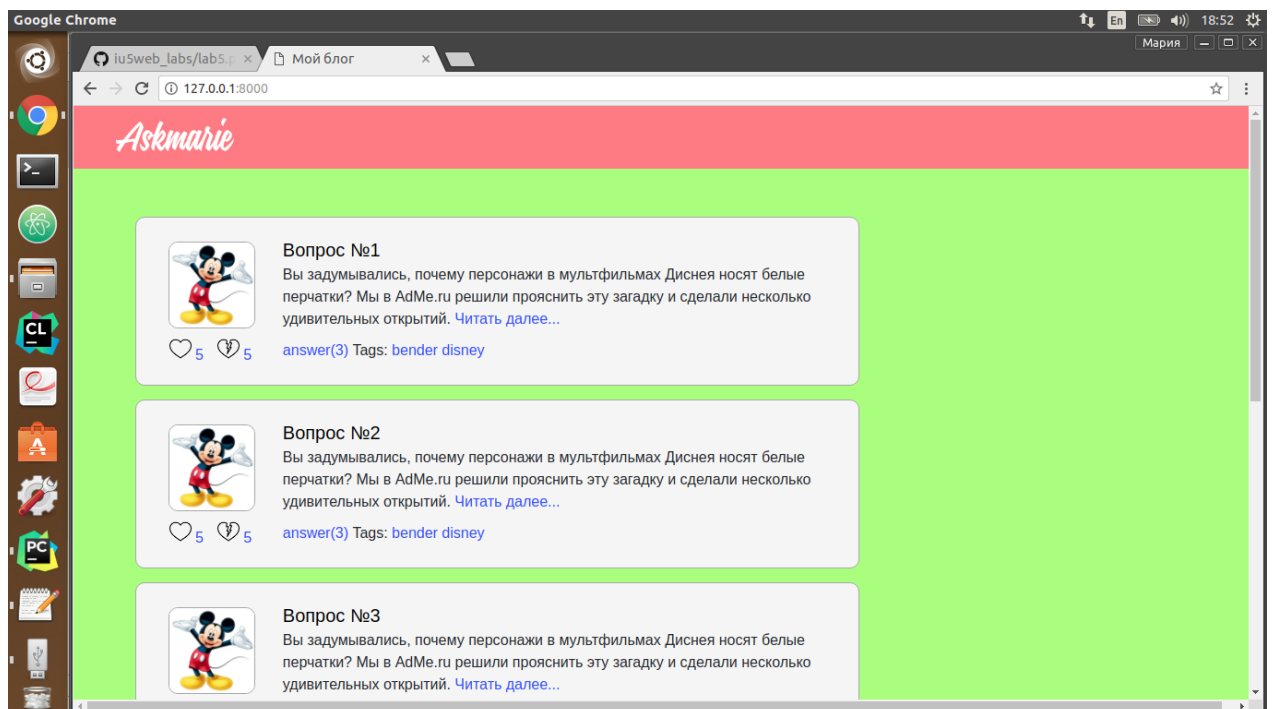 Google Chrome
En
18:52
Мария
iu5web_labs/lab5.p
Мой блог
127.0.0.1:8000
Askmarie
Вопрос №1
Вы задумывались, почему персонажи в мультфильмах Диснея носят белые
перчатки? Мы в AdMe.ru решили прояснить эту загадку и сделали несколько
удивительных открытий. Читать далее...
5 5 answer(3) Tags: bender disney
Вопрос №2
Вы задумывались, почему персонажи в мультфильмах Диснея носят белые
перчатки? Мы в AdMe.ru решили прояснить эту загадку и сделали несколько
удивительных открытий. Читать далее...
5 5 answer(3) Tags: bender disney
Вопрос №3
Вы задумывались, почему персонажи в мультфильмах Диснея носят белые
перчатки? Мы в AdMe.ru решили прояснить эту загадку и сделали несколько
удивительных открытий. Читать далее...
>_
CL
A
PC